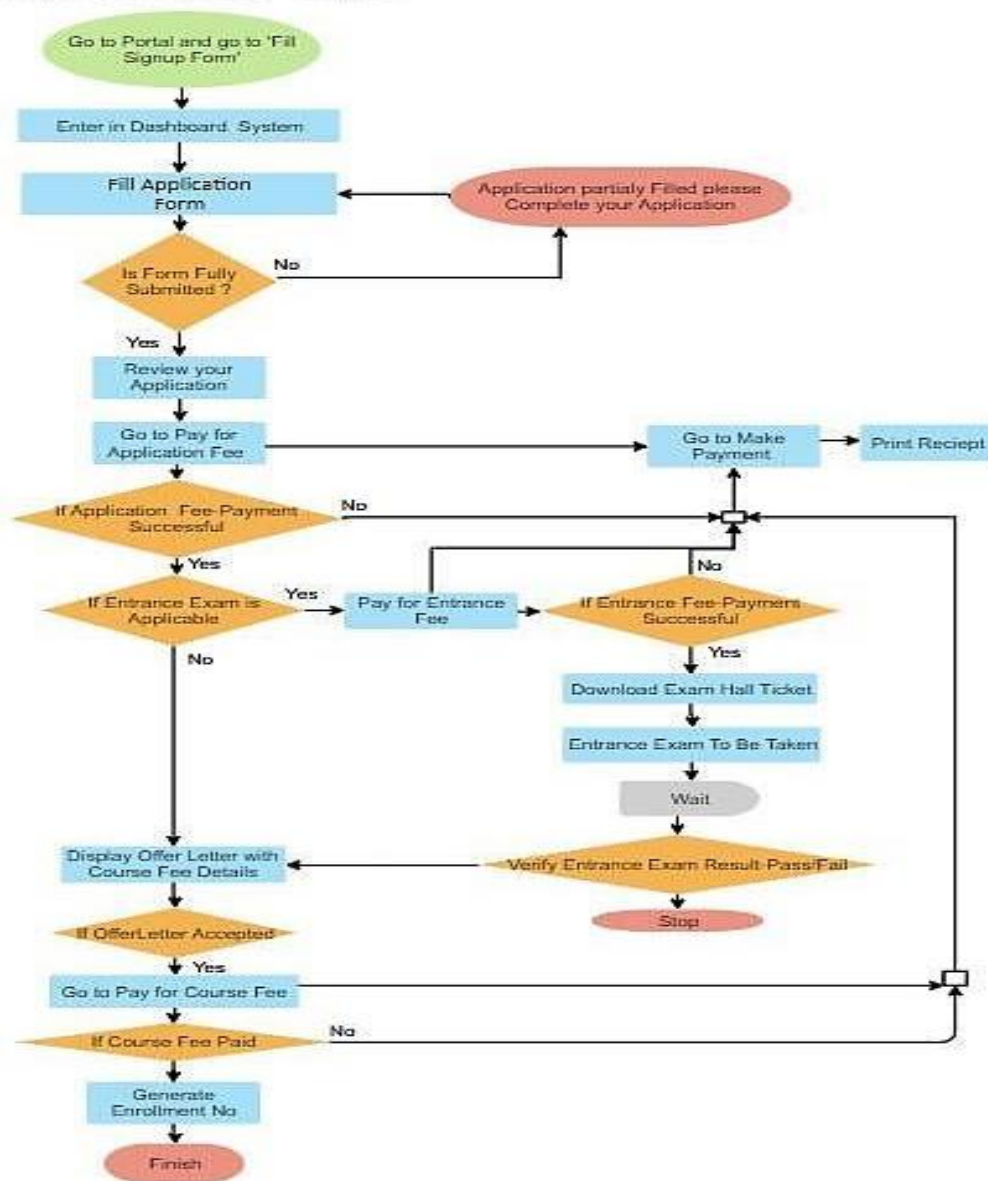 Go to Portal and go to 'Fill
Signup Form'
Enter in Dashboard System
Fill Application
Form
Application partialy Filled please
Complete your Application
Is Form Fully
Submitted ?
No
Yes
Review your
Application
Go to Pay for
Application Fee
Go to Make
Payment
Print Reciept
If Application Fee-Payment
Successful
No
Yes
If Entrance Exam is
Applicable
Yes
Pay for Entrance
Fee
If Entrance Fee-Payment
Successful
No
No
Yes
Download Exam Hall Ticket
Entrance Exam To Be Taken
Wait
Display Offer Letter with
Course Fee Details
Verify Entrance Exam Result-Pass/Fail
Stop
If OfferLetter Accepted
Yes
Go to Pay for Course Fee
If Course Fee Paid
No
Generate
Enrollment No
Finish